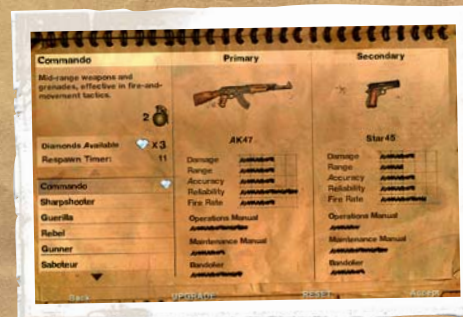 Commando
Mid-range weapons and
grenades, effective in fire-and-
movement tactics.
2
Diamonds Available x3
Respawn Timer: 11
Commando
Sharpshooter
Guerilla
Rebel
Gunner
Saboteur
Primary
AK47
Damage
Range
Accuracy
Reliability
Fire Rate
Operations Manual
Maintenance Manual
Bandolier
Secondary
Star45
Damage
Range
Accuracy
Reliability
Fire Rate
Operations Manual
Maintenance Manual
Bandolier
Back UPGRADE RESET Accept